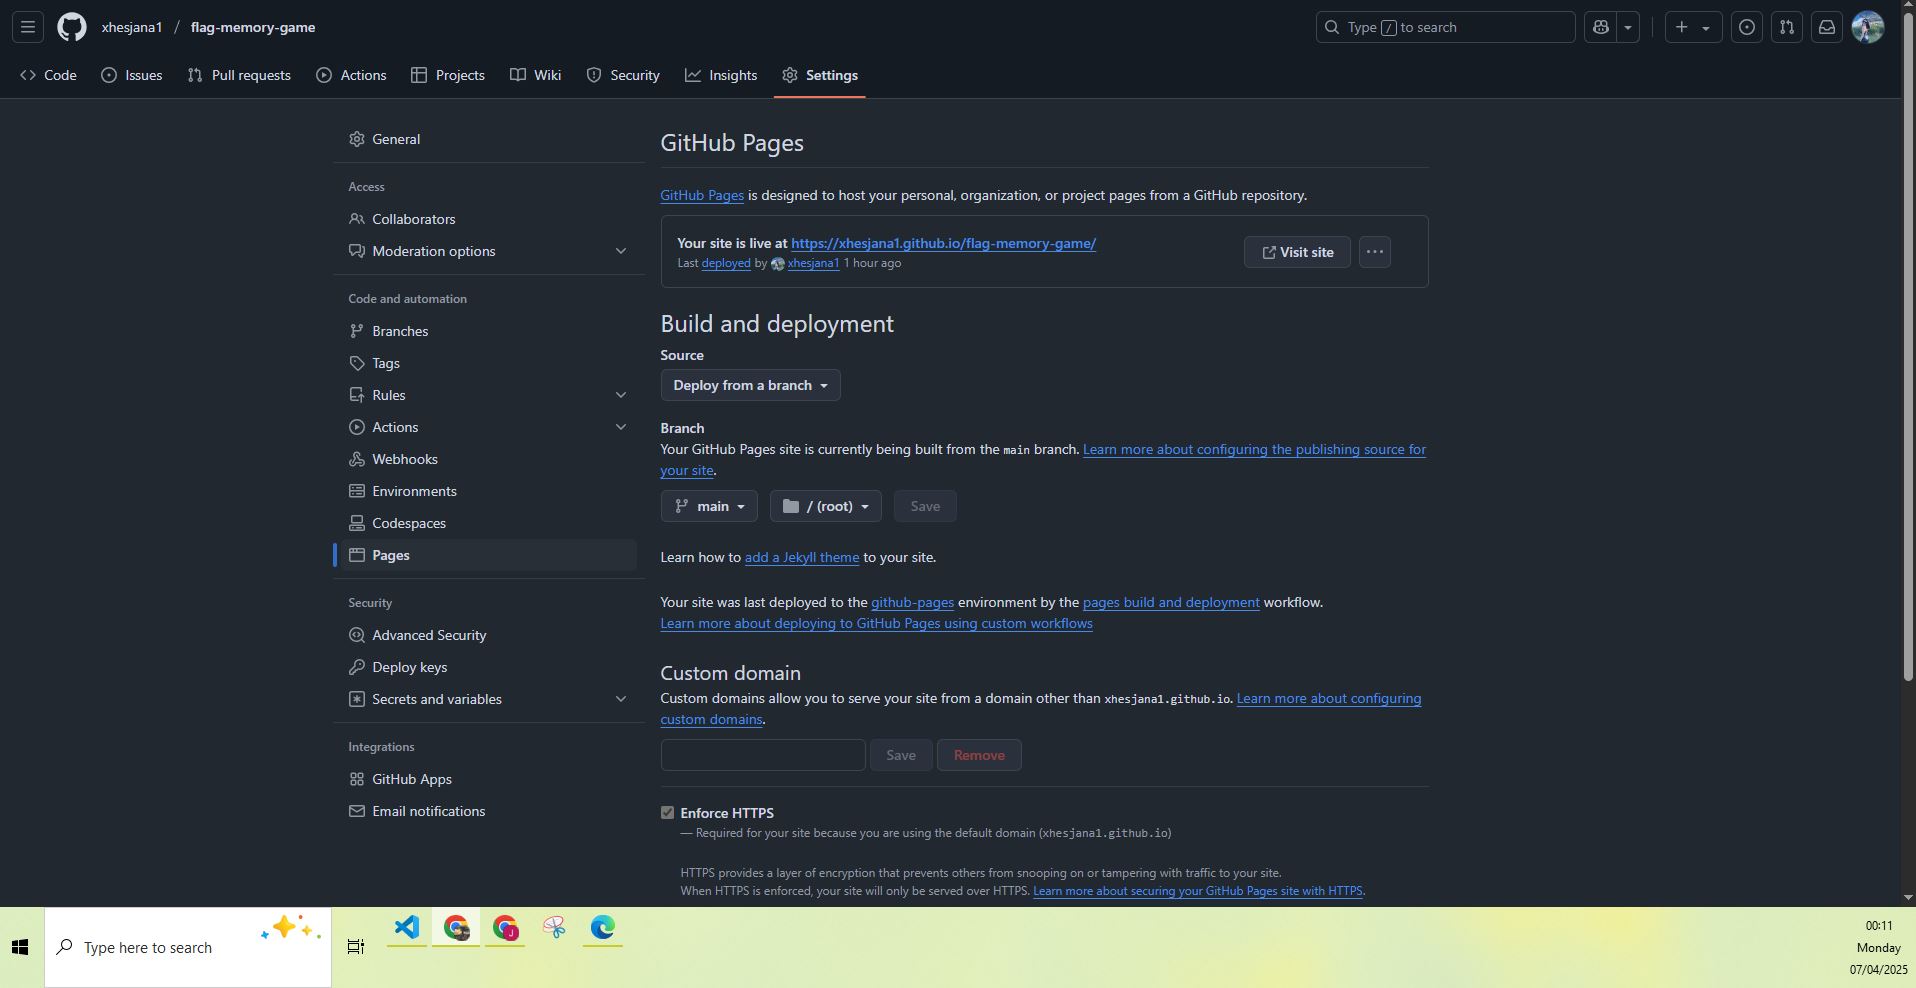 xhesjana1 / flag-memory-game
Type / to search
Code
Issues
Pull requests
Actions
Projects
Wiki
Security
Insights
Settings
General
Access
Collaborators
Moderation options
Code and automation
Branches
Tags
Rules
Actions
Webhooks
Environments
Codespaces
Pages
Security
Advanced Security
Deploy keys
Secrets and variables
Integrations
GitHub Apps
Email notifications
GitHub Pages
GitHub Pages is designed to host your personal, organization, or project pages from a GitHub repository.
Your site is live at https://xhesjana1.github.io/flag-memory-game/
Last deployed by xhesjana1 1 hour ago
Visit site
Build and deployment
Source
Deploy from a branch
Branch
Your GitHub Pages site is currently being built from the main branch. Learn more about configuring the publishing source for
your site.
main
/ (root)
Save
Learn how to add a Jekyll theme to your site.
Your site was last deployed to the github-pages environment by the pages build and deployment workflow.
Learn more about deploying to GitHub Pages using custom workflows
Custom domain
Custom domains allow you to serve your site from a domain other than xhesjana1.github.io. Learn more about configuring
custom domains.
Save
Remove
Enforce HTTPS
— Required for your site because you are using the default domain (xhesjana1.github.io)
HTTPS provides a layer of encryption that prevents others from snooping on or tampering with traffic to your site.
When HTTPS is enforced, your site will only be served over HTTPS. Learn more about securing your GitHub Pages site with HTTPS.
Type here to search
J
00:11
Monday
07/04/2025